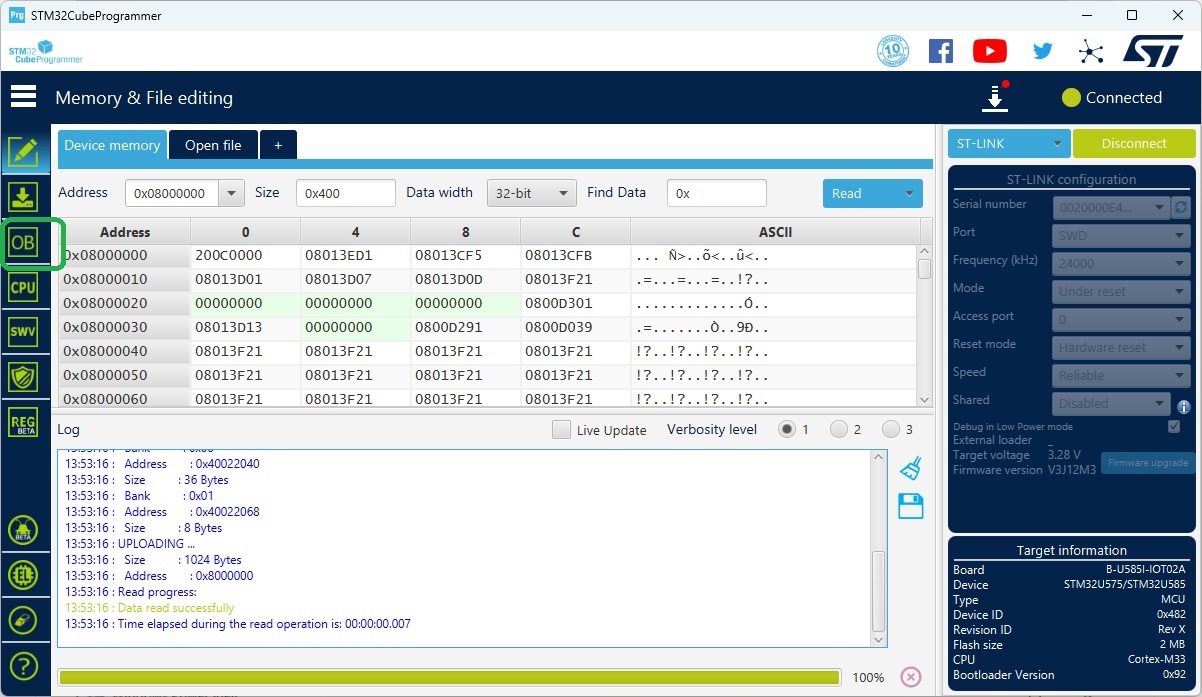 Prg STM32CubeProgrammer
STM32
CubeProgrammer
10
Memory & File editing
Connected
Device memory Open file +
Address 0x08000000 Size 0x400 Data width 32-bit Find Data 0x Read
Address 0 4 8 C ASCII
0x08000000 200C0000 08013ED1 08013CF5 08013CFB ... Ñ>..õ<..û<..
0x08000010 08013D01 08013D07 08013D0D 08013F21 .=...=...=..!?..
0x08000020 00000000 00000000 00000000 0800D301 .............Ó..
0x08000030 08013D13 00000000 0800D291 0800D039 .=.......Ò..9Ð..
0x08000040 08013F21 08013F21 08013F21 08013F21 !?..!?..!?..!?..
0x08000050 08013F21 08013F21 08013F21 08013F21 !?..!?..!?..!?..
0x08000060 08013F21 08013F21 08013F21 08013F21 !?..!?..!?..!?..
OB
CPU
SWV
REG
BETA
BETA
EL
?
Log Live Update Verbosity level 1 2 3
13:53:16 : Address : 0x40022040
13:53:16 : Size : 36 Bytes
13:53:16 : Bank : 0x01
13:53:16 : Address : 0x40022068
13:53:16 : Size : 8 Bytes
13:53:16 : UPLOADING ...
13:53:16 : Size : 1024 Bytes
13:53:16 : Address : 0x8000000
13:53:16 : Read progress:
13:53:16 : Data read successfully
13:53:16 : Time elapsed during the read operation is: 00:00:00.007
100%
ST-LINK Disconnect
ST-LINK configuration
Serial number 0020000E4...
Port SWD
Frequency (kHz) 24000
Mode Under reset
Access port 0
Reset mode Hardware reset
Speed Reliable
Shared Disabled
Debug in Low Power mode
External loader _
Target voltage 3.28 V
Firmware version V3J12M3 Firmware upgrade
Target information
Board B-U585I-IOT02A
Device STM32U575/STM32U585
Type MCU
Device ID 0x482
Revision ID Rev X
Flash size 2 MB
CPU Cortex-M33
Bootloader Version 0x92